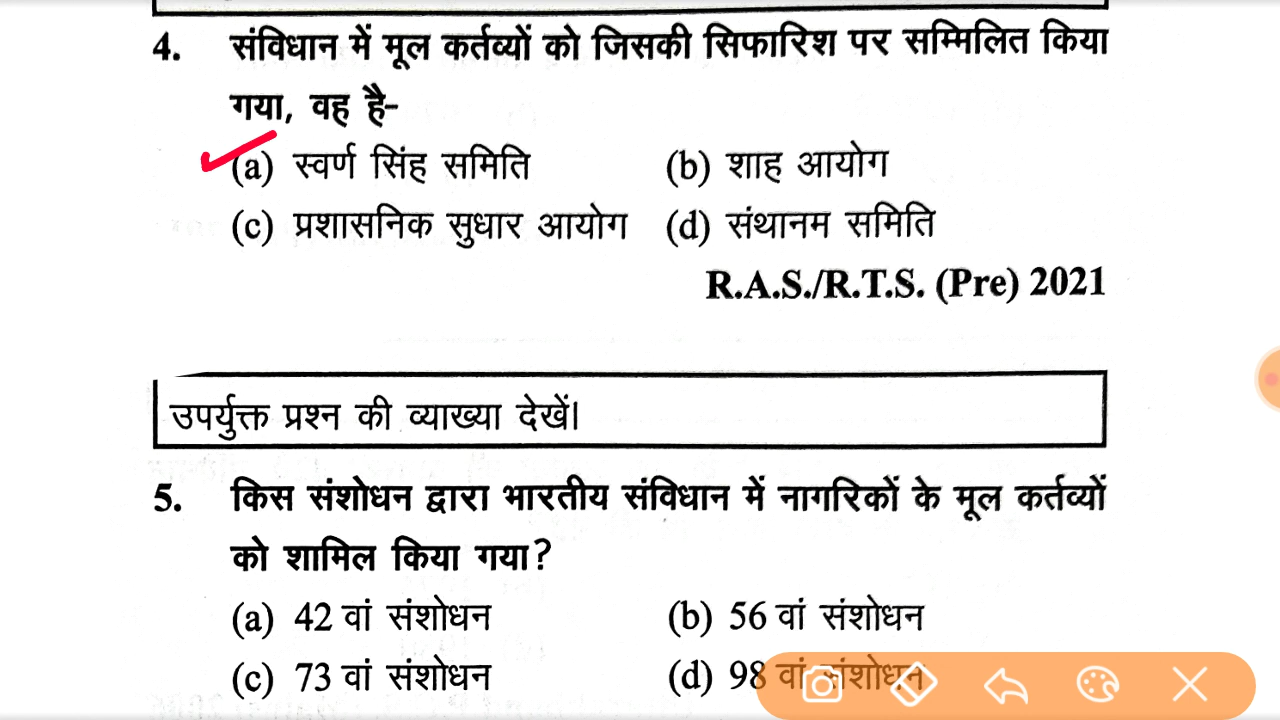 4. संविधान में मूल कर्तव्यों को जिसकी सिफारिश पर सम्मिलित किया
गया, वह है-
(a) स्वर्ण सिंह समिति (b) शाह आयोग
(c) प्रशासनिक सुधार आयोग (d) संथानम समिति
R.A.S./R.T.S. (Pre) 2021
उपर्युक्त प्रश्न की व्याख्या देखें।
5. किस संशोधन द्वारा भारतीय संविधान में नागरिकों के मूल कर्तव्यों
को शामिल किया गया?
(a) 42 वां संशोधन (b) 56 वां संशोधन
(c) 73 वां संशोधन (d) 98 वां संशोधन